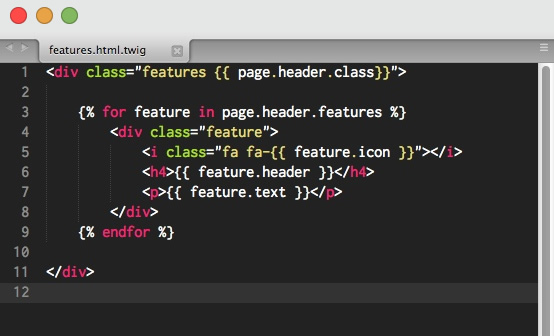 features.html.twig
1 <div class="features {{ page.header.class}}">
2
3     {% for feature in page.header.features %}
4         <div class="feature">
5             <i class="fa fa-{{ feature.icon }}"></i>
6             <h4>{{ feature.header }}</h4>
7             <p>{{ feature.text }}</p>
8         </div>
9     {% endfor %}
10
11 </div>
12